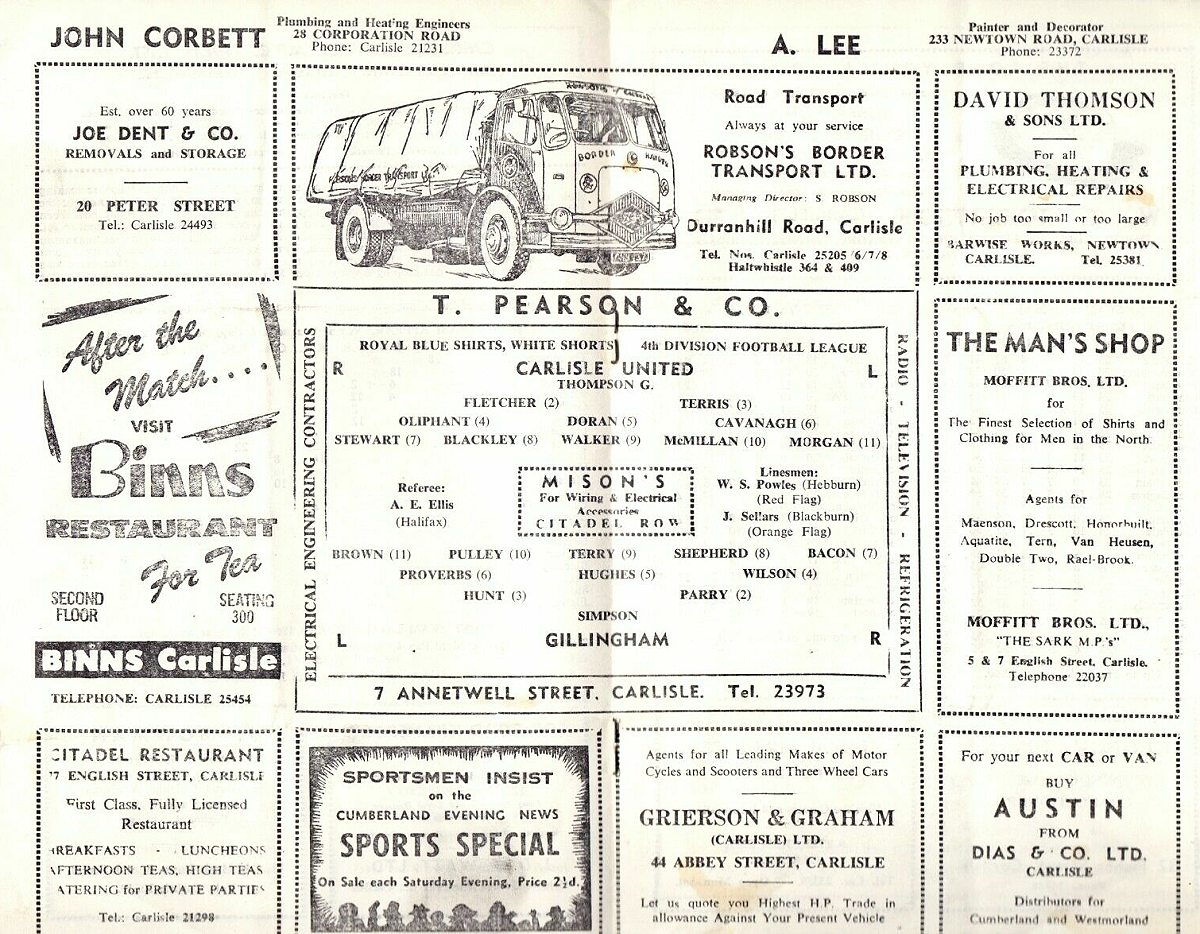 JOHN CORBETT
Plumbing and Heating Engineers
28 CORPORATION ROAD
Phone: Carlisle 21231
A. LEE
Painter and Decorator
233 NEWTOWN ROAD, CARLISLE
Phone: 23372
Est. over 60 years
JOE DENT & CO.
REMOVALS and STORAGE
20 PETER STREET
Tel.: Carlisle 24493
BORDER
Road Transport
Always at your service
ROBSON'S BORDER
TRANSPORT LTD.
Managing Director: S ROBSON
Durranhill Road, Carlisle
Tel. Nos. Carlisle 25205/6/7/8
Haltwhistle 364 & 409
DAVID THOMSON
& SONS LTD.
For all
PLUMBING, HEATING &
ELECTRICAL REPAIRS
No job too small or too large
BARWISE WORKS, NEWTOWN
CARLISLE. Tel. 25381
After the
Match....
VISIT
Binns
RESTAURANT
For Tea
SECOND
FLOOR
SEATING
300
BINNS Carlisle
TELEPHONE: CARLISLE 25454
T. PEARSON & CO.
ELECTRICAL ENGINEERING CONTRACTORS
RADIO - TELEVISION - REFRIGERATION
ROYAL BLUE SHIRTS, WHITE SHORTS
4th DIVISION FOOTBALL LEAGUE
R CARLISLE UNITED L
THOMPSON G.
FLETCHER (2) TERRIS (3)
OLIPHANT (4) DORAN (5) CAVANAGH (6)
STEWART (7) BLACKLEY (8) WALKER (9) McMILLAN (10) MORGAN (11)
Referee:
A. E. Ellis
(Halifax)
MISON'S
For Wiring & Electrical
Accessories
CITADEL ROW
Linesmen:
W. S. Powles (Hebburn)
(Red Flag)
J. Sellars (Blackburn)
(Orange Flag)
BROWN (11) PULLEY (10) TERRY (9) SHEPHERD (8) BACON (7)
PROVERBS (6) HUGHES (5) WILSON (4)
HUNT (3) PARRY (2)
SIMPSON
L GILLINGHAM R
7 ANNETWELL STREET, CARLISLE. Tel. 23973
THE MAN'S SHOP
MOFFITT BROS. LTD.
for
The Finest Selection of Shirts and
Clothing for Men in the North.
Agents for
Maenson, Drescott, Honorbuilt,
Aquatite, Tern, Van Heusen,
Double Two, Rael-Brook.
MOFFITT BROS. LTD.,
"THE SARK M.P.'s"
5 & 7 English Street, Carlisle.
Telephone 22037
CITADEL RESTAURANT
77 ENGLISH STREET, CARLISLE
First Class, Fully Licensed
Restaurant
BREAKFASTS - LUNCHEONS
AFTERNOON TEAS, HIGH TEAS
CATERING for PRIVATE PARTIES
Tel.: Carlisle 21298
SPORTSMEN INSIST
on the
CUMBERLAND EVENING NEWS
SPORTS SPECIAL
On Sale each Saturday Evening, Price 2½d.
Agents for all Leading Makes of Motor
Cycles and Scooters and Three Wheel Cars
GRIERSON & GRAHAM
(CARLISLE) LTD.
44 ABBEY STREET, CARLISLE
Let us quote you Highest H.P. Trade in
allowance Against Your Present Vehicle
For your next CAR or VAN
BUY
AUSTIN
FROM
DIAS & CO. LTD.
CARLISLE
Distributors for
Cumberland and Westmorland